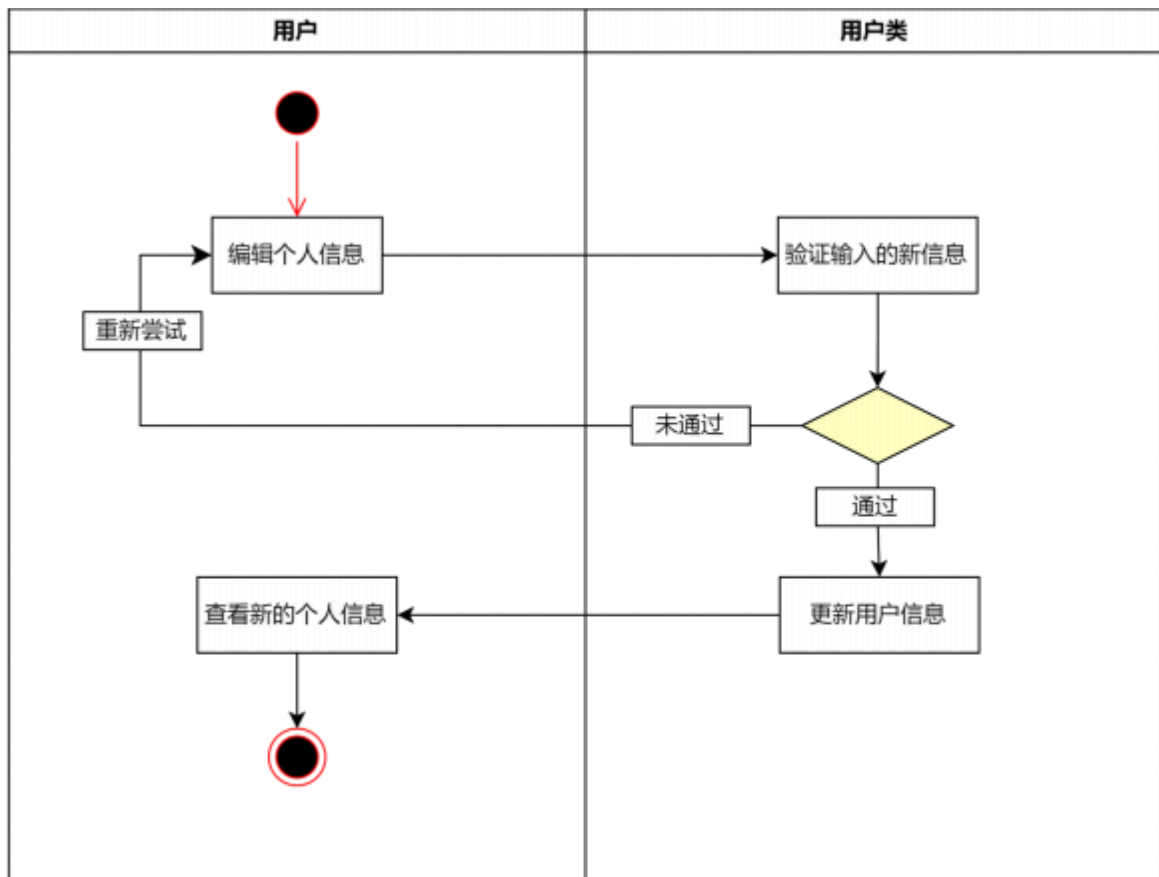 用户
用户类
编辑个人信息
验证输入的新信息
重新尝试
未通过
通过
查看新的个人信息
更新用户信息